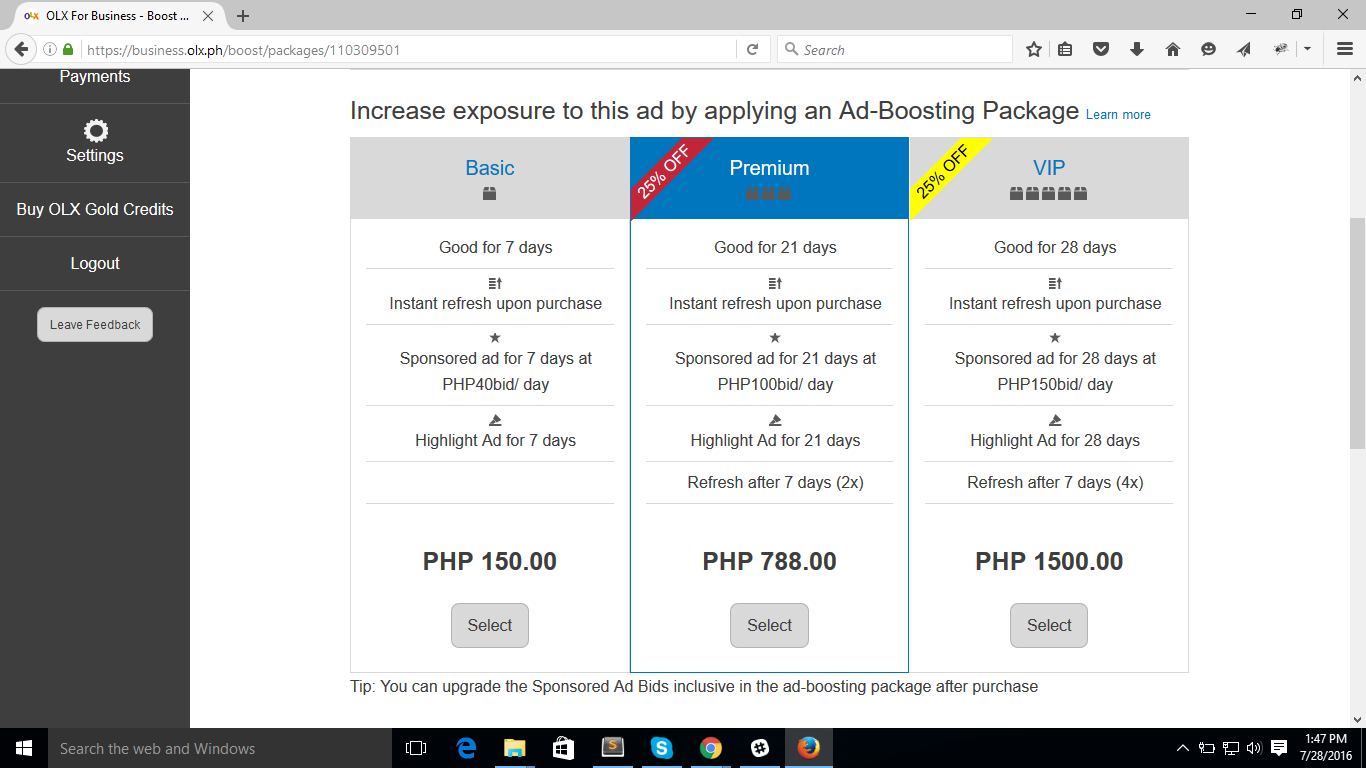 OLX For Business - Boost ...
https://business.olx.ph/boost/packages/110309501
Search
Payments
Settings
Buy OLX Gold Credits
Logout
Leave Feedback
Increase exposure to this ad by applying an Ad-Boosting Package Learn more
Basic
Good for 7 days
Instant refresh upon purchase
Sponsored ad for 7 days at
PHP40bid/ day
Highlight Ad for 7 days
PHP 150.00
Select
25% OFF
Premium
Good for 21 days
Instant refresh upon purchase
Sponsored ad for 21 days at
PHP100bid/ day
Highlight Ad for 21 days
Refresh after 7 days (2x)
PHP 788.00
Select
25% OFF
VIP
Good for 28 days
Instant refresh upon purchase
Sponsored ad for 28 days at
PHP150bid/ day
Highlight Ad for 28 days
Refresh after 7 days (4x)
PHP 1500.00
Select
Tip: You can upgrade the Sponsored Ad Bids inclusive in the ad-boosting package after purchase
Search the web and Windows
1:47 PM
7/28/2016